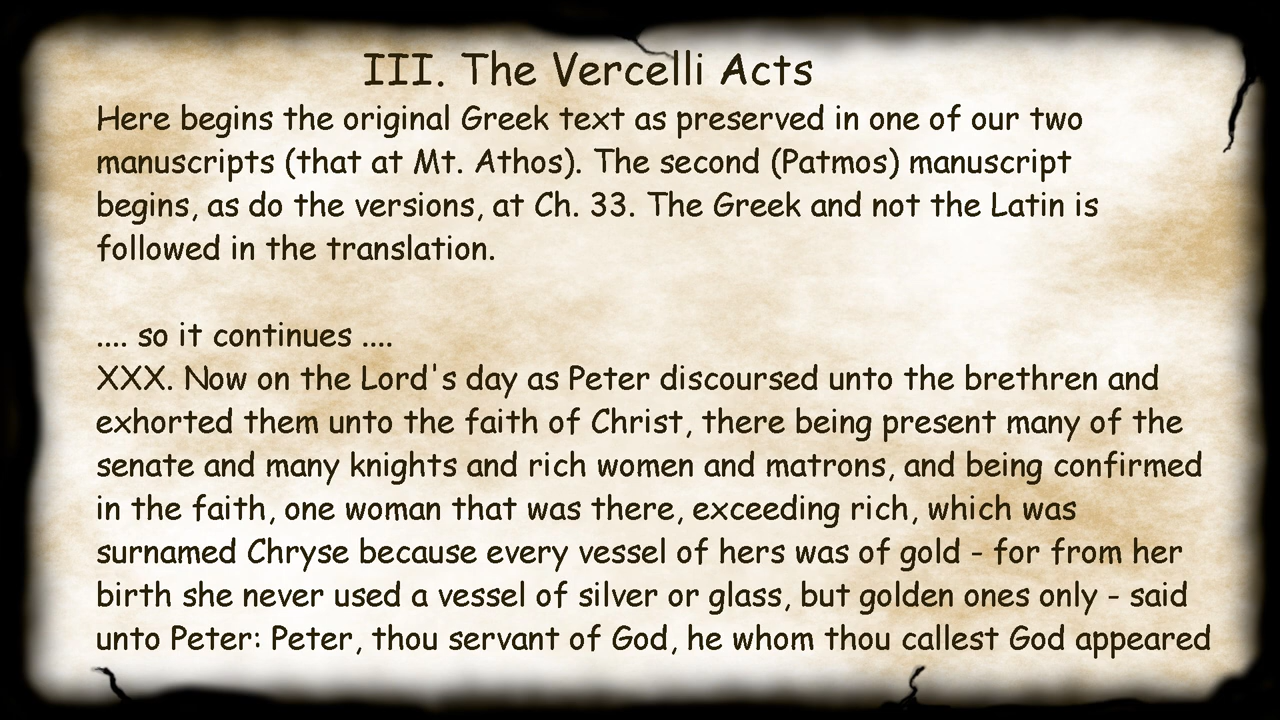 III. The Vercelli Acts
Here begins the original Greek text as preserved in one of our two
manuscripts (that at Mt. Athos). The second (Patmos) manuscript
begins, as do the versions, at Ch. 33. The Greek and not the Latin is
followed in the translation.
.... so it continues ....
XXX. Now on the Lord's day as Peter discoursed unto the brethren and
exhorted them unto the faith of Christ, there being present many of the
senate and many knights and rich women and matrons, and being confirmed
in the faith, one woman that was there, exceeding rich, which was
surnamed Chryse because every vessel of hers was of gold - for from her
birth she never used a vessel of silver or glass, but golden ones only - said
unto Peter: Peter, thou servant of God, he whom thou callest God appeared